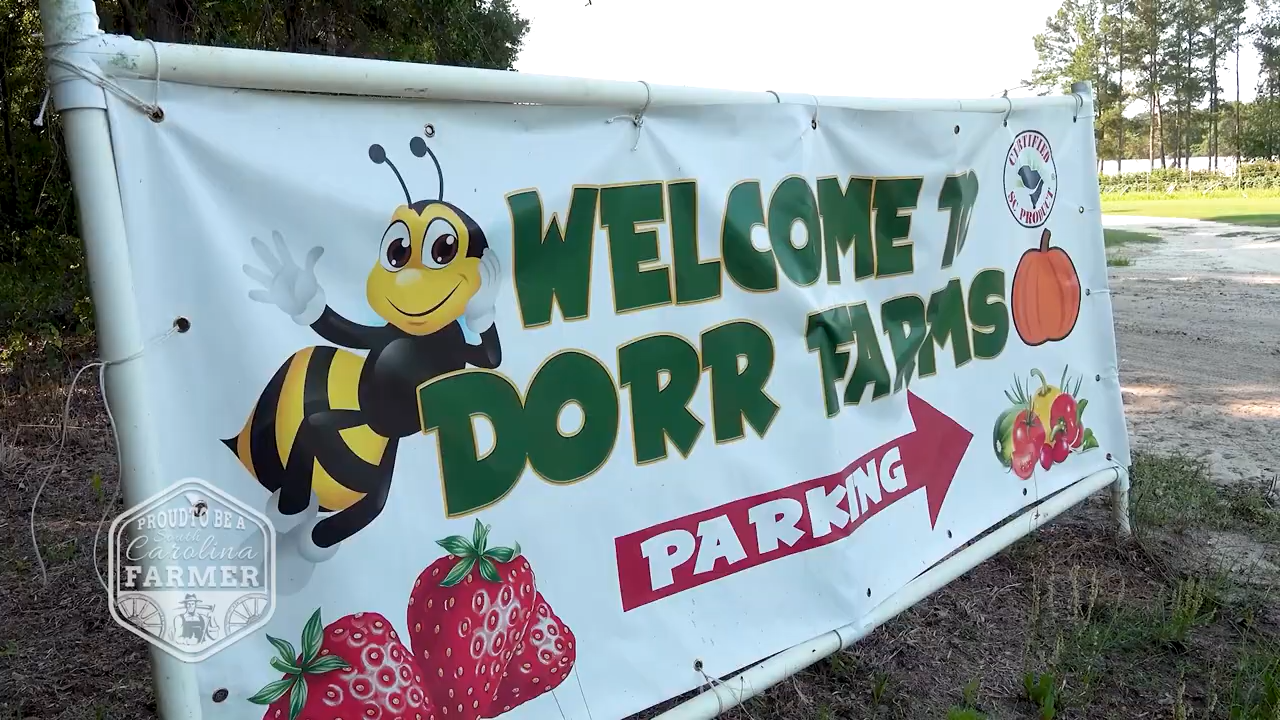 WELCOME TO
DORR FARMS
PARKING
CERTIFIED
SC PRODUCT
PROUD TO BE A
South
Carolina
FARMER